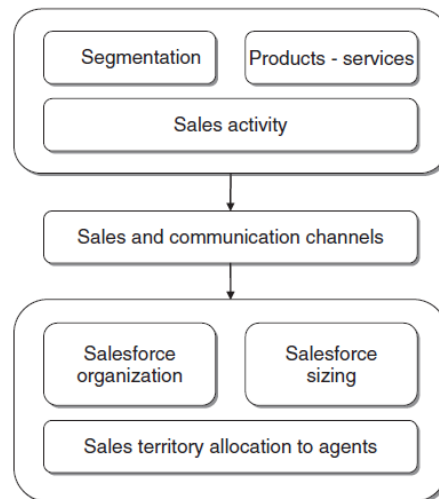 Segmentation
Products - services
Sales activity
Sales and communication channels
Salesforce
organization
Salesforce
sizing
Sales territory allocation to agents